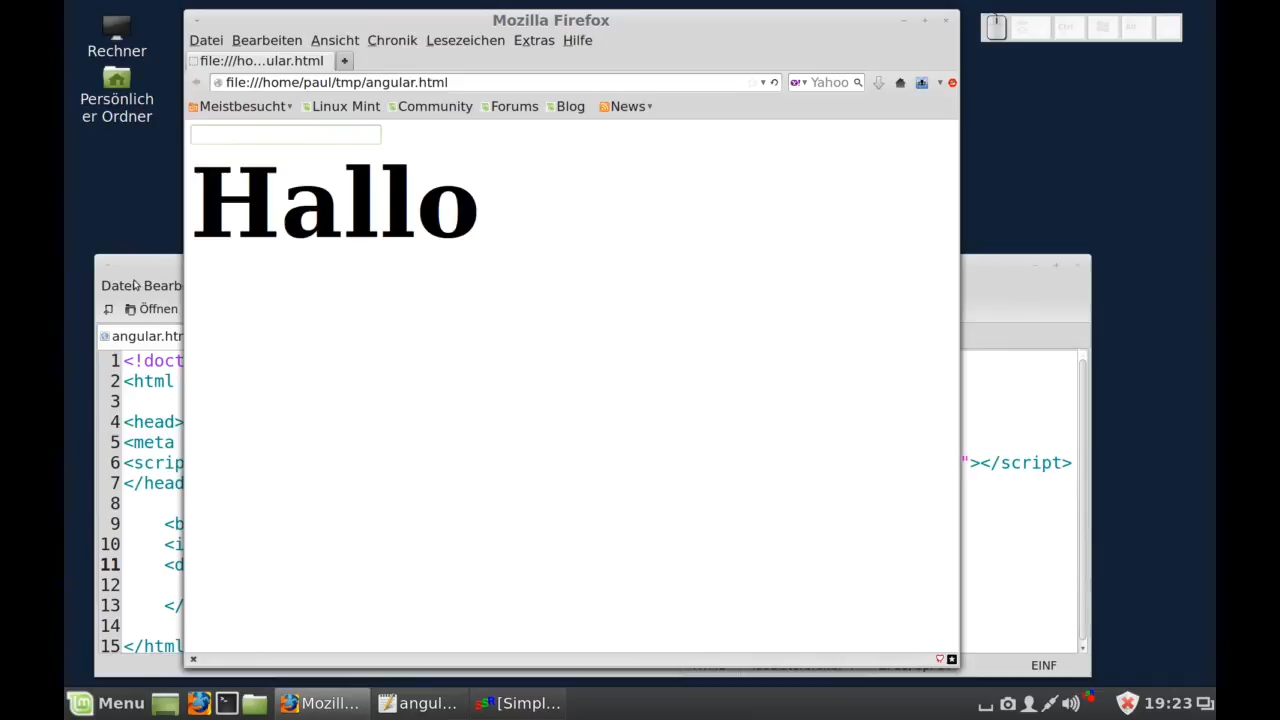 Mozilla Firefox
Rechner
Persönlich
er Ordner
Datei Bearbeiten Ansicht Chronik Lesezeichen Extras Hilfe
file:///ho...ular.html
file:///home/paul/tmp/angular.html
Yahoo
Meistbesucht Linux Mint Community Forums Blog News
Hallo
Datei Bearb
Öffnen
angular.htm
1 <!doct
2 <html
3
4 <head>
5 <meta
6 <scrip "></script>
7 </head
8
9 <b
10 <i
11 <d
12
13 </
14
15 </html
EINF
Menu Mozill... angul... [Simpl... 19:23